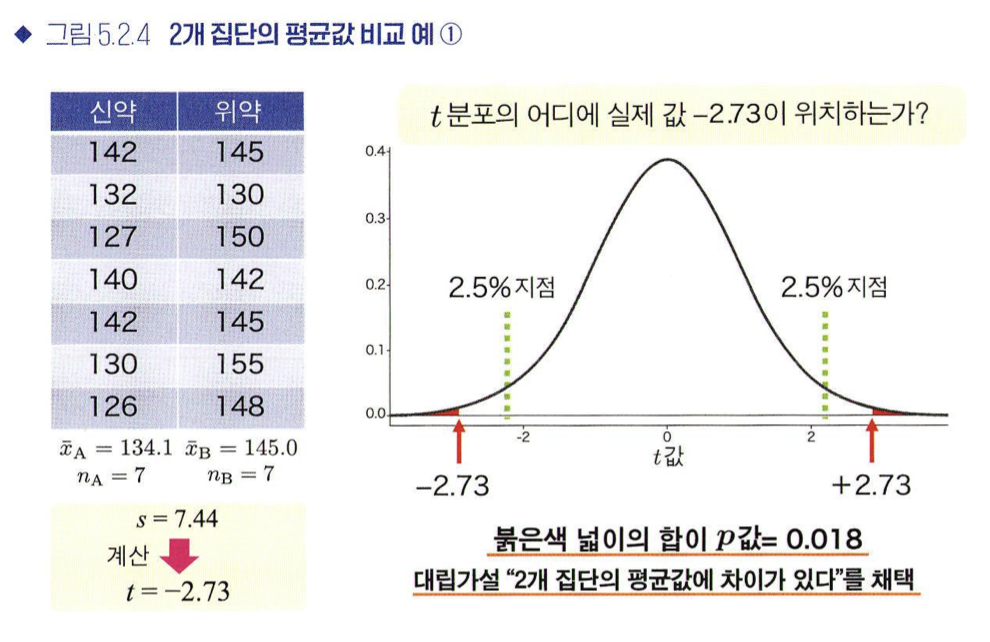 ◆ 그림 5.2.4 2개 집단의 평균값 비교 예 ①
신약 위약
142 145
132 130
127 150
140 142
142 145
130 155
126 148
x̄A = 134.1 x̄B = 145.0
nA = 7 nB = 7
s = 7.44
계산
t = −2.73
t 분포의 어디에 실제 값 −2.73이 위치하는가?
0.4
0.3
0.2
0.1
0.0
2.5% 지점 2.5% 지점
-2 0 2
t값
−2.73 +2.73
붉은색 넓이의 합이 p값= 0.018
대립가설 “2개 집단의 평균값에 차이가 있다”를 채택